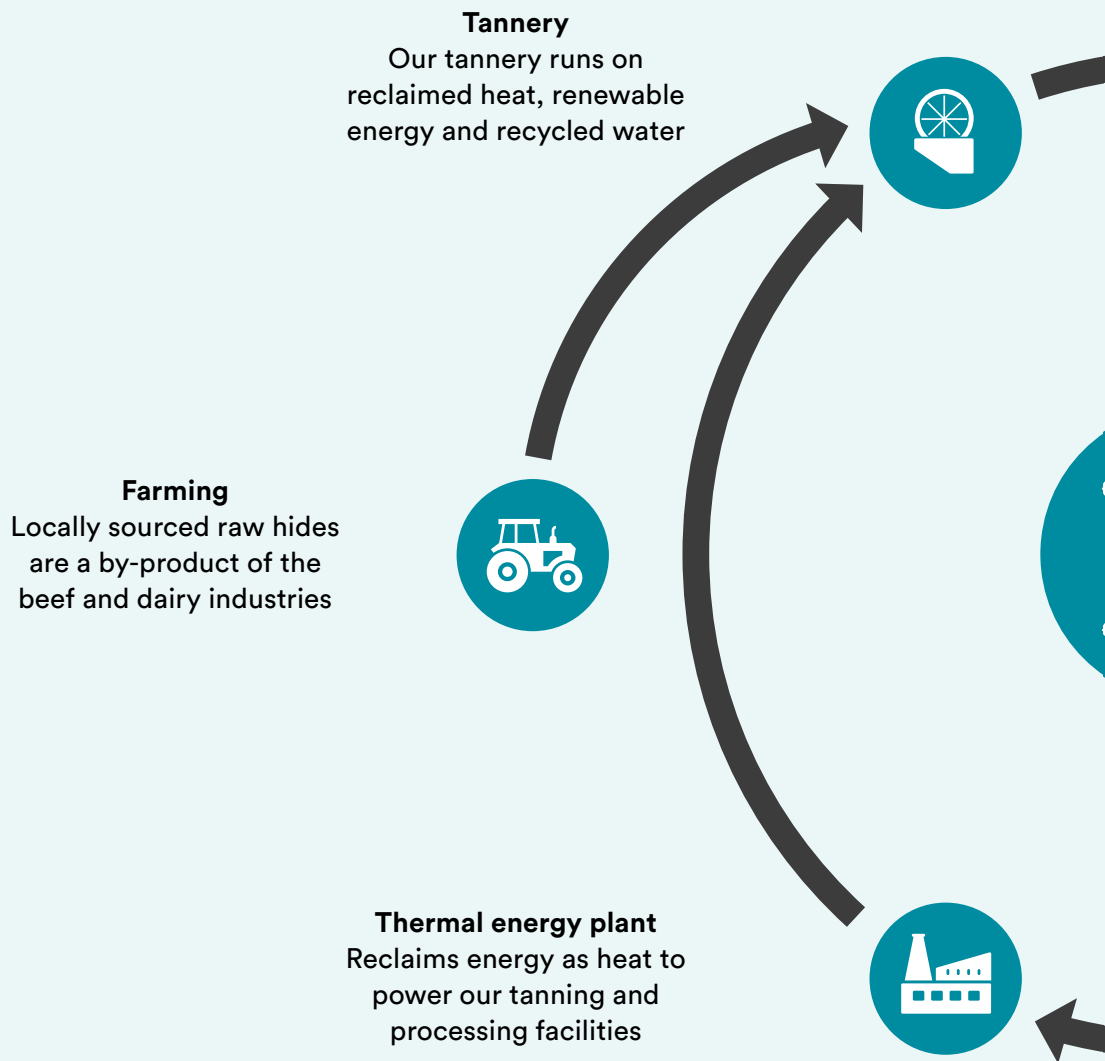 Tannery
Our tannery runs on
reclaimed heat, renewable
energy and recycled water
Farming
Locally sourced raw hides
are a by-product of the
beef and dairy industries
Thermal energy plant
Reclaims energy as heat to
power our tanning and
processing facilities